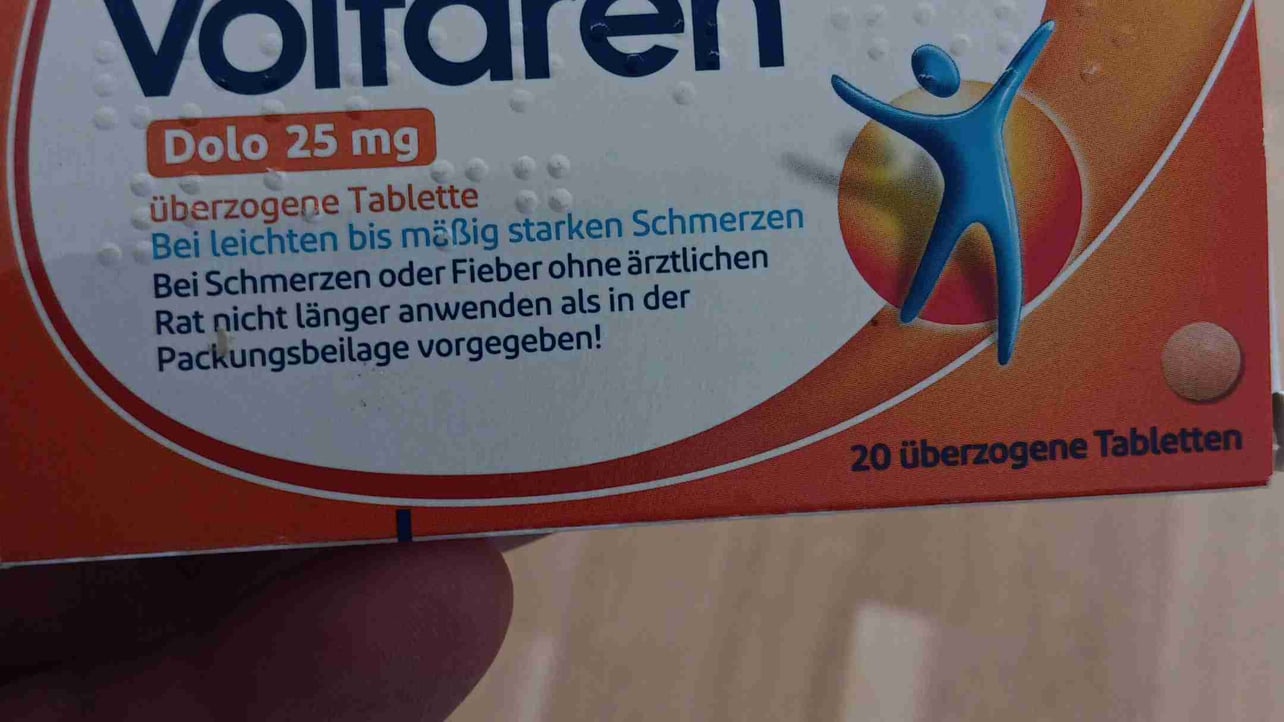 Voltaren
Dolo 25 mg
überzogene Tablette
Bei leichten bis mäßig starken Schmerzen
Bei Schmerzen oder Fieber ohne ärztlichen
Rat nicht länger anwenden als in der
Packungsbeilage vorgegeben!
20 überzogene Tabletten